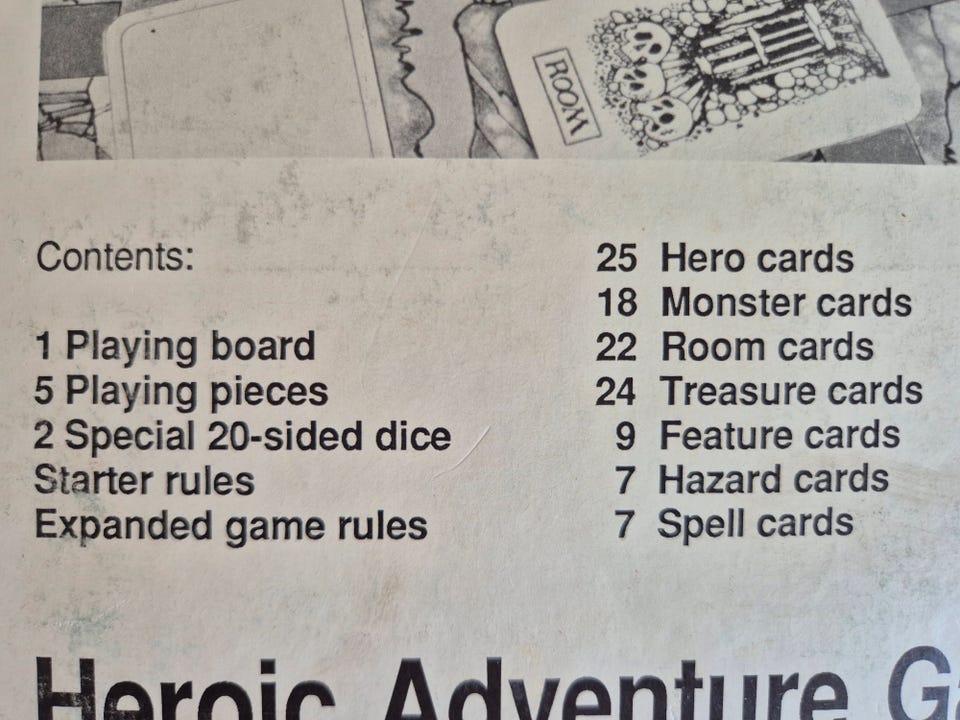 ROOM
Contents:
1 Playing board
5 Playing pieces
2 Special 20-sided dice
Starter rules
Expanded game rules
25 Hero cards
18 Monster cards
22 Room cards
24 Treasure cards
9 Feature cards
7 Hazard cards
7 Spell cards
Heroic Adventure